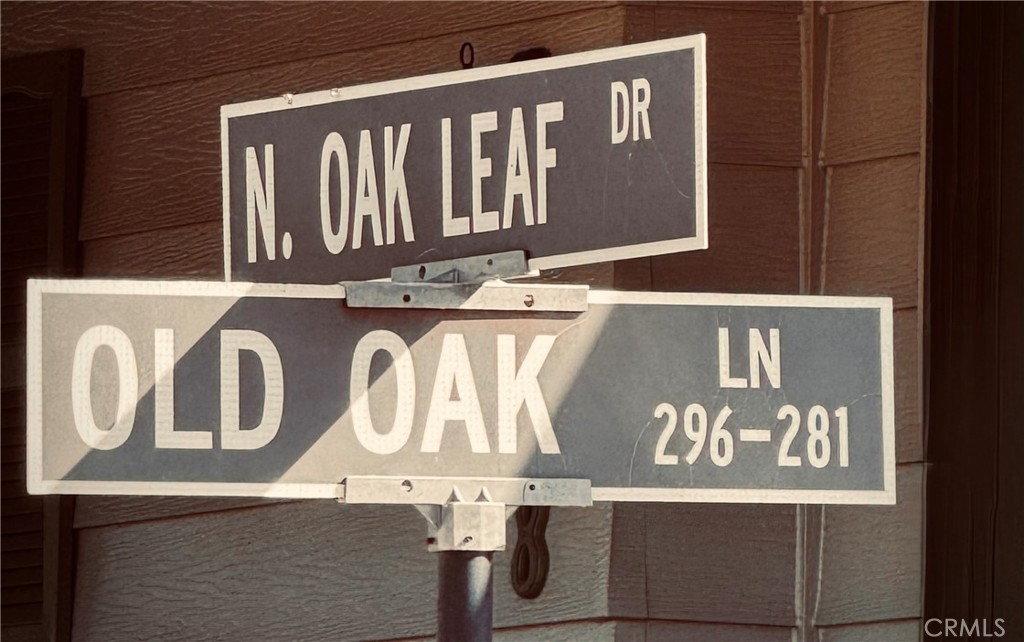 N. OAK LEAF DR
OLD OAK LN
296-281
CRMLS